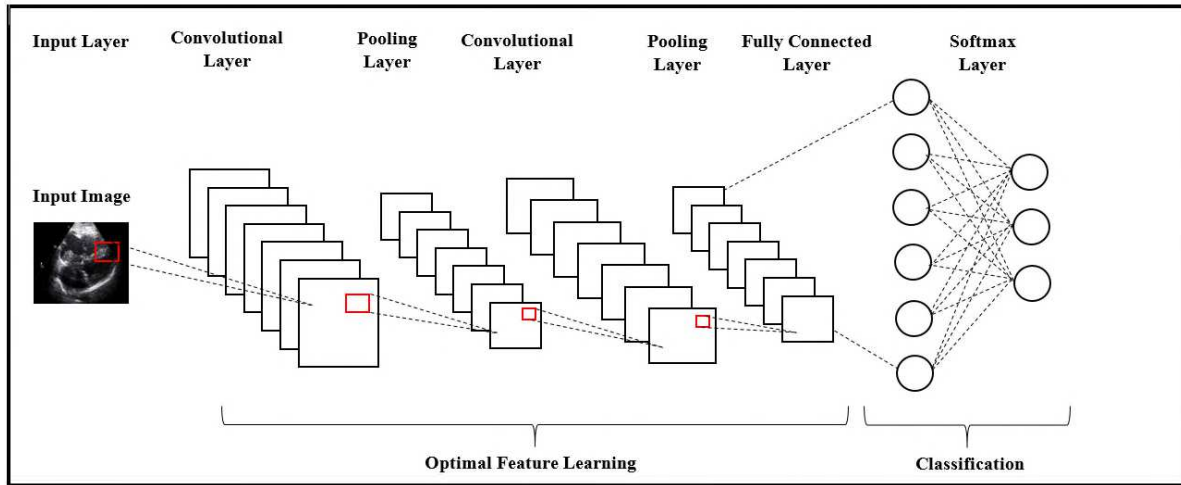 Input Layer
Convolutional
Layer
Pooling
Layer
Convolutional
Layer
Pooling
Layer
Fully Connected
Layer
Softmax
Layer
Input Image
Optimal Feature Learning
Classification